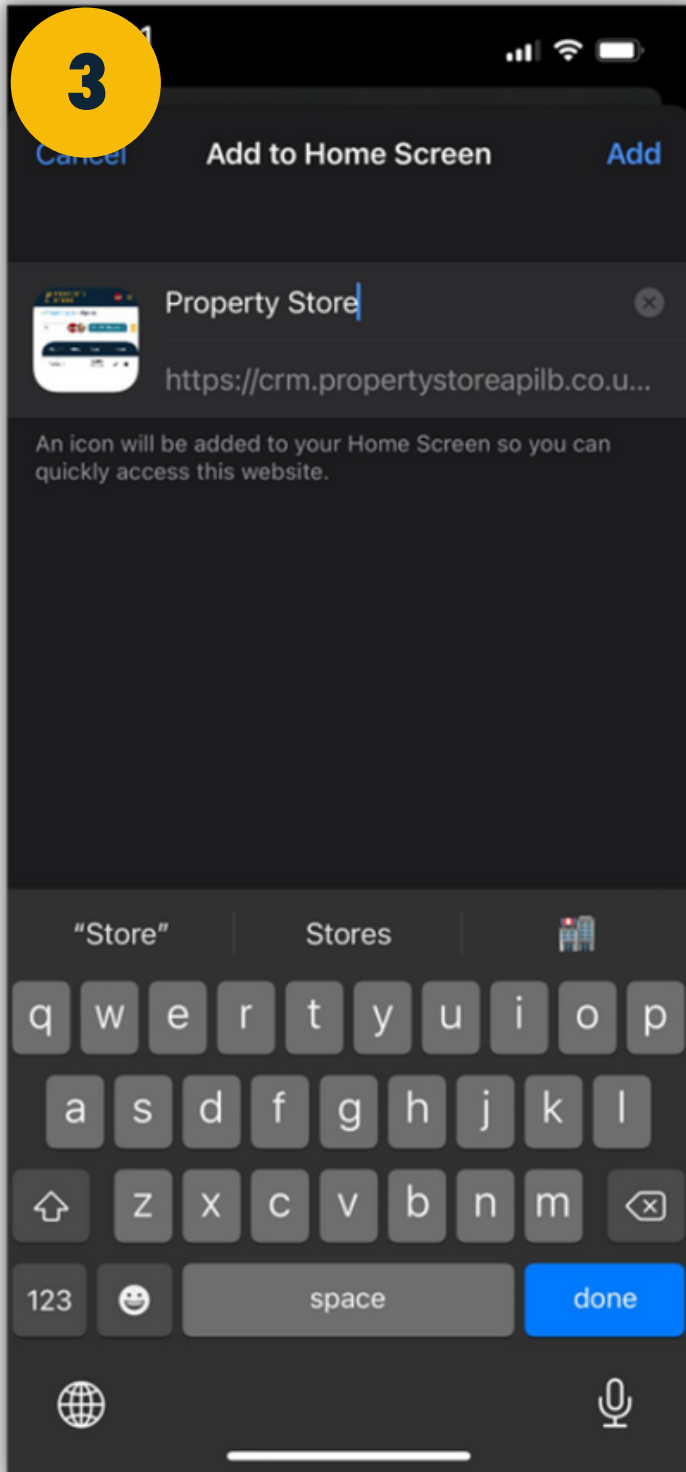 3
Cancel
Add to Home Screen
Add
Property Store
https://crm.propertystoreapilb.co.u...
An icon will be added to your Home Screen so you can
quickly access this website.
“Store”
Stores
q w e r t y u i o p
a s d f g h j k l
z x c v b n m
123
space
done